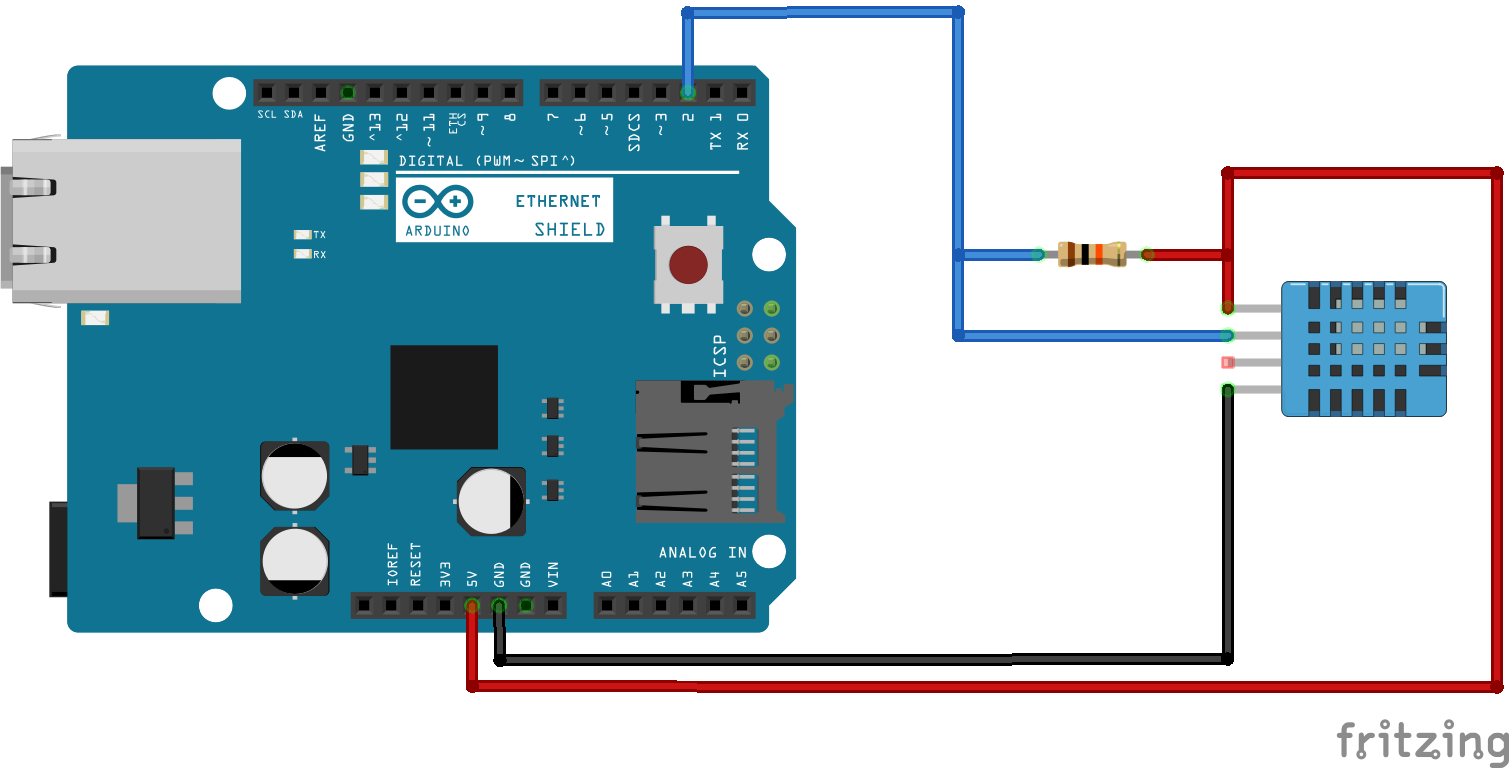 SCL SDA AREF GND ^13 ^12 ~11 ETH CS ~9 8 7 ~6 ~5 SDCS ~3 2 TX 1 RX 0
DIGITAL (PWM~ SPI^)
ARDUINO
ETHERNET
SHIELD
TX
RX
ICSP
ANALOG IN
IOREF RESET 3V3 5V GND GND VIN A0 A1 A2 A3 A4 A5
fritzing